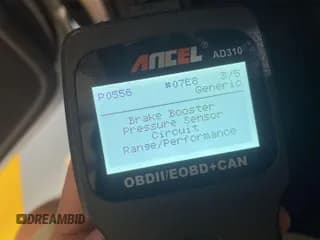 ANCEL
AD310
P0556 #07E8 3/5
Generic
Brake Booster
Pressure Sensor
Circuit
Range/Performance
OBDII/EOBD+CAN
DREAMBID